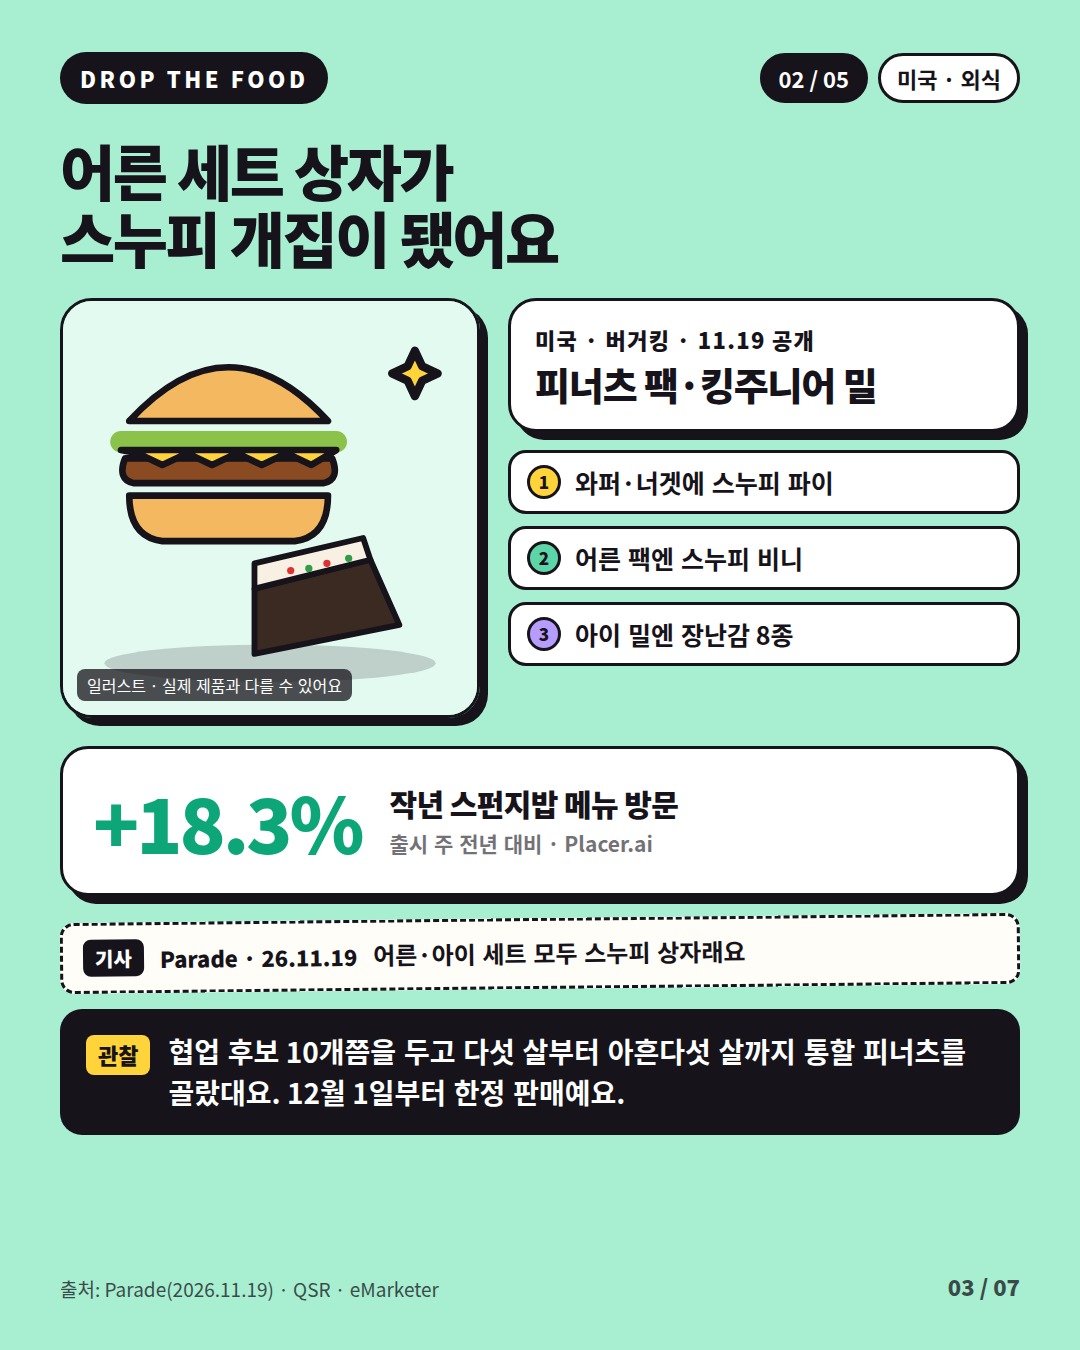 DROP THE FOOD
02 / 05
미국 · 외식
어른 세트 상자가
스누피 개집이 됐어요
미국 · 버거킹 · 11.19 공개
피너츠 팩·킹주니어 밀
1 와퍼·너겟에 스누피 파이
2 어른 팩엔 스누피 비니
3 아이 밀엔 장난감 8종
일러스트 · 실제 제품과 다를 수 있어요
+18.3%
작년 스펀지밥 메뉴 방문
출시 주 전년 대비 · Placer.ai
기사 Parade · 26.11.19 어른·아이 세트 모두 스누피 상자래요
관찰 협업 후보 10개쯤을 두고 다섯 살부터 아흔다섯 살까지 통할 피너츠를
골랐대요. 12월 1일부터 한정 판매예요.
출처: Parade(2026.11.19) · QSR · eMarketer
03 / 07